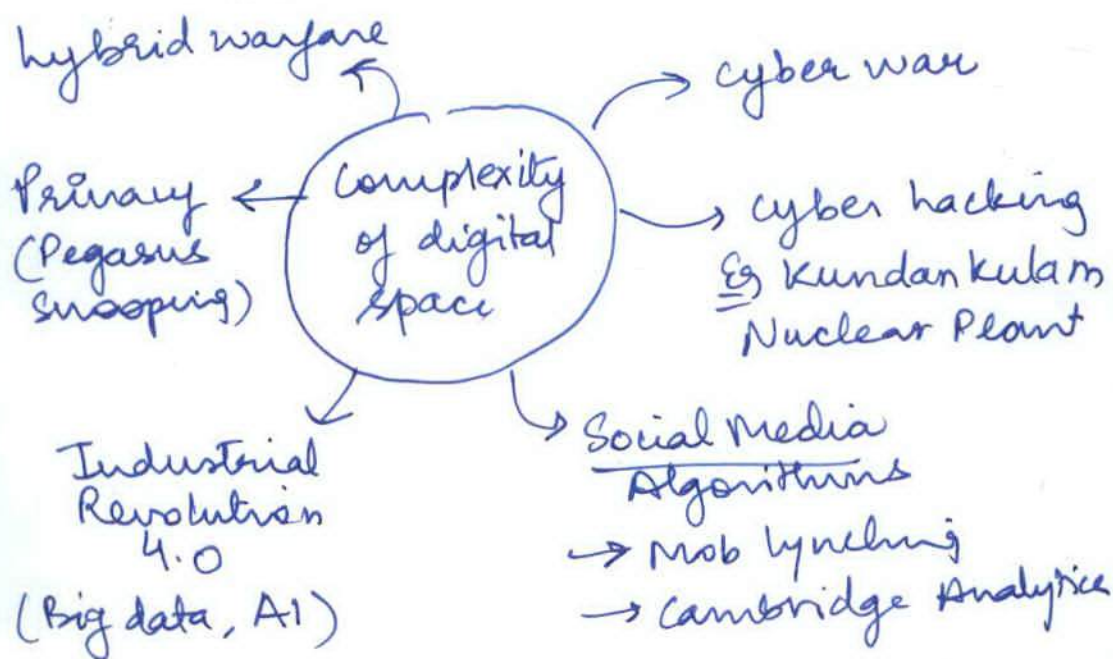 hybrid warfare
cyber war
Privacy
(Pegasus
snooping)
complexity
of digital
space
cyber hacking
Eg Kundankulam
Nuclear Plant
Industrial
Revolution
4.0
(Big data, AI)
Social Media
Algorithms
→ Mob lynching
→ Cambridge Analytica